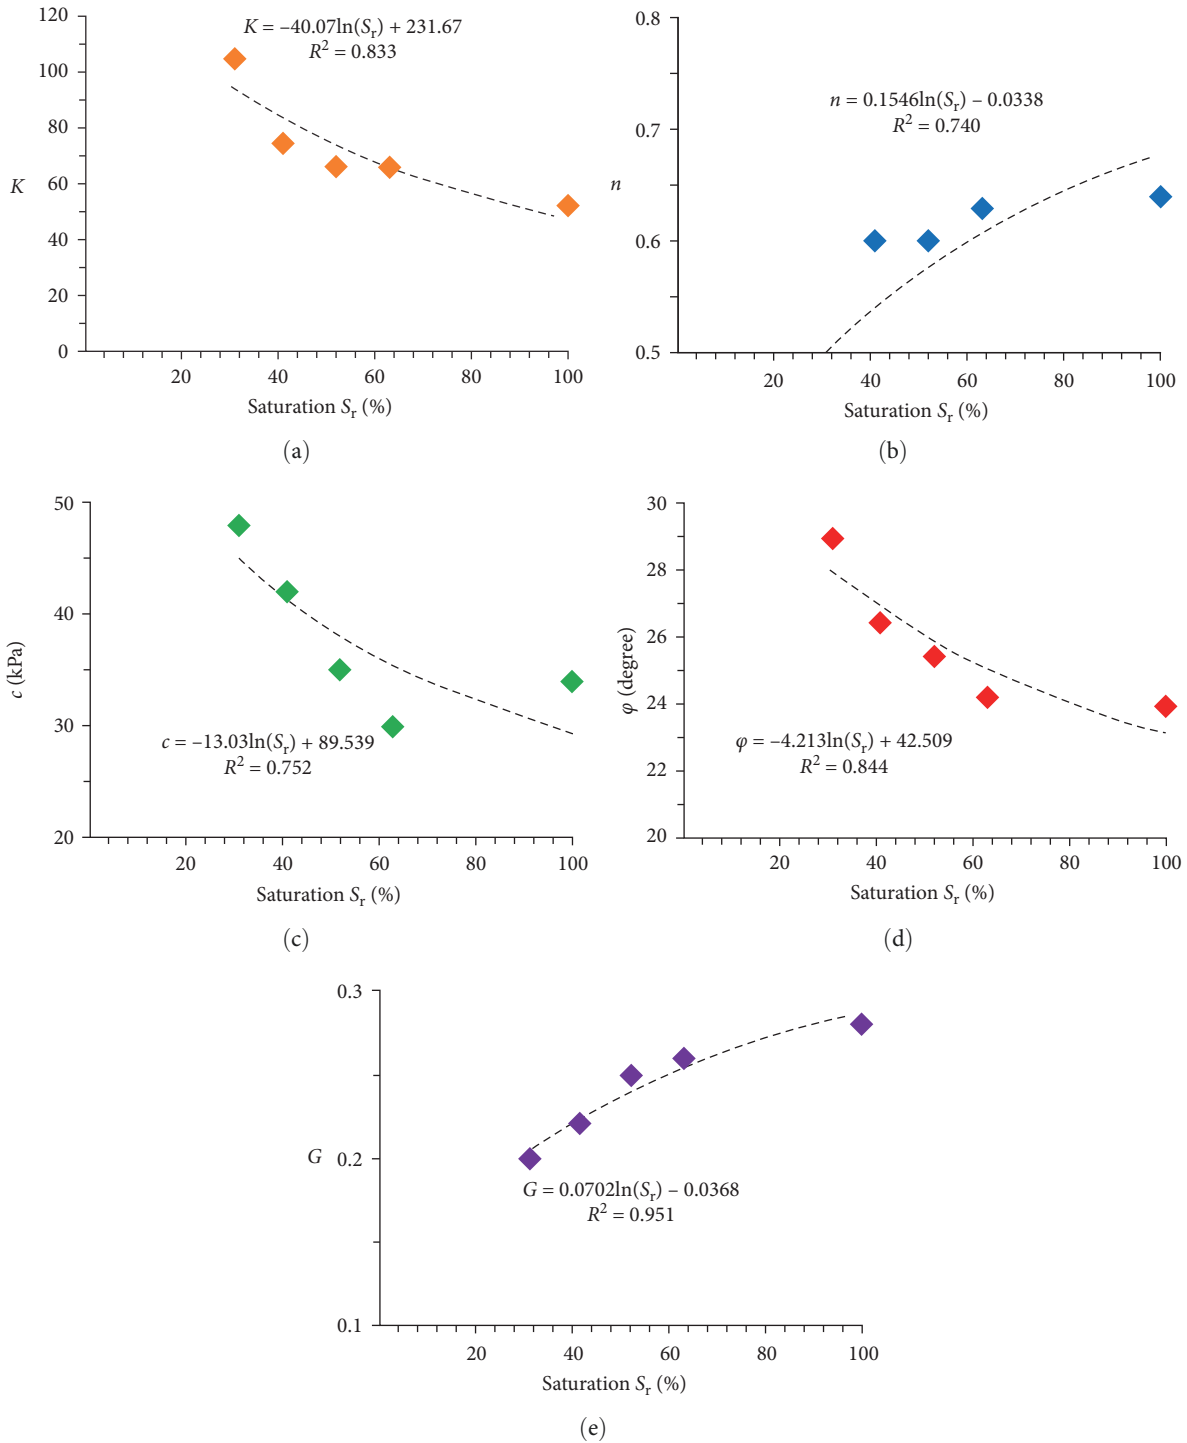 K = –40.07ln(Sr) + 231.67
R2 = 0.833
120
100
80
60
40
20
0
K
20 40 60 80 100
Saturation Sr (%)
(a)
n = 0.1546ln(Sr) – 0.0338
R2 = 0.740
0.8
0.7
0.6
0.5
n
20 40 60 80 100
Saturation Sr (%)
(b)
50
40
30
20
c (kPa)
c = –13.03ln(Sr) + 89.539
R2 = 0.752
20 40 60 80 100
Saturation Sr (%)
(c)
30
28
26
24
22
20
φ (degree)
φ = –4.213ln(Sr) + 42.509
R2 = 0.844
20 40 60 80 100
Saturation Sr (%)
(d)
0.3
0.2
0.1
G
G = 0.0702ln(Sr) – 0.0368
R2 = 0.951
20 40 60 80 100
Saturation Sr (%)
(e)